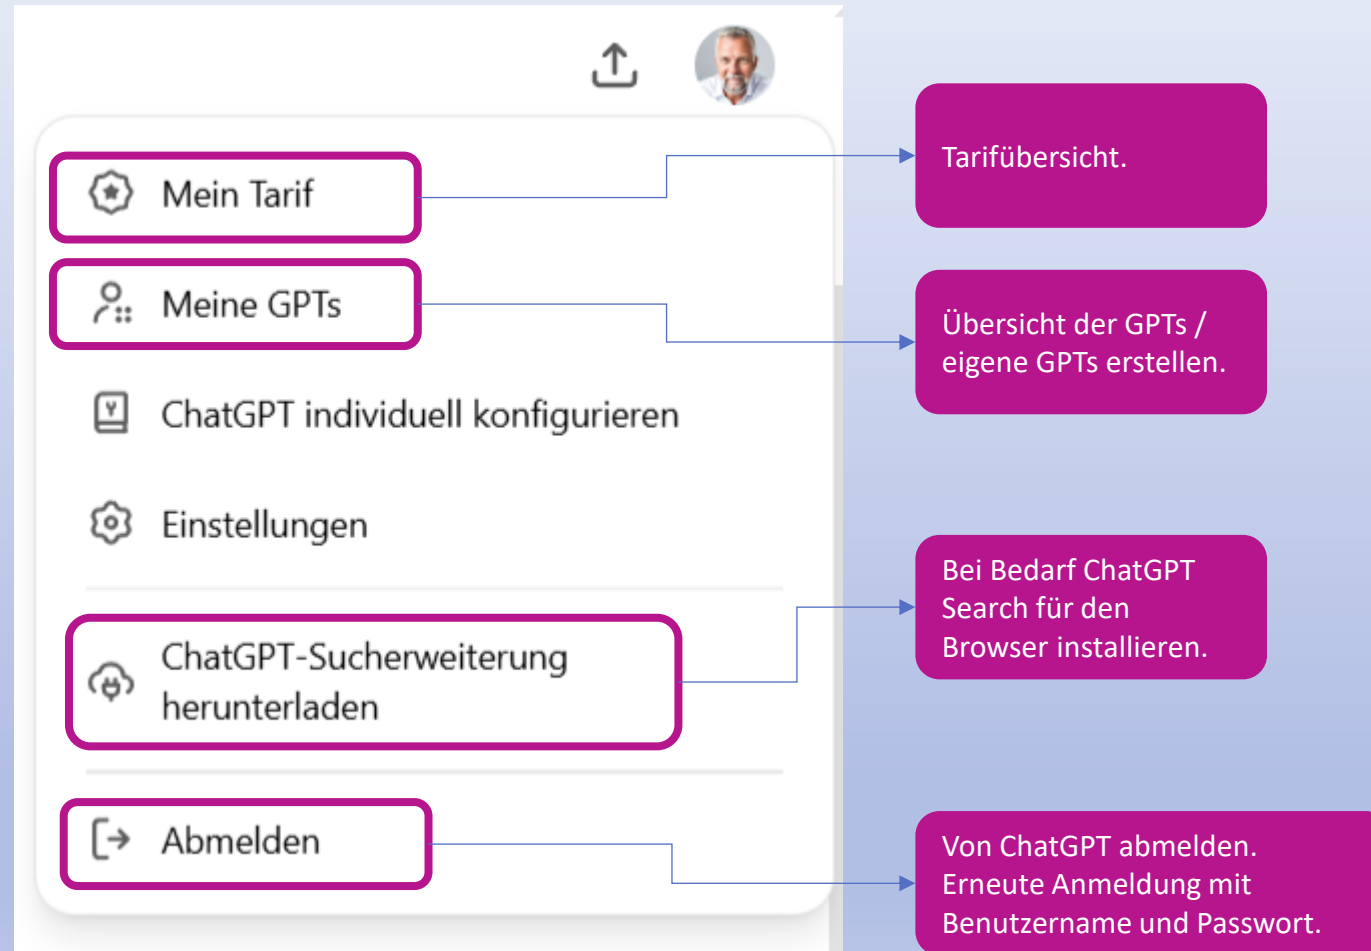 Mein Tarif
Tarifübersicht.
Meine GPTs
Übersicht der GPTs /
eigene GPTs erstellen.
ChatGPT individuell konfigurieren
Einstellungen
ChatGPT-Sucherweiterung
herunterladen
Bei Bedarf ChatGPT
Search für den
Browser installieren.
Abmelden
Von ChatGPT abmelden.
Erneute Anmeldung mit
Benutzername und Passwort.